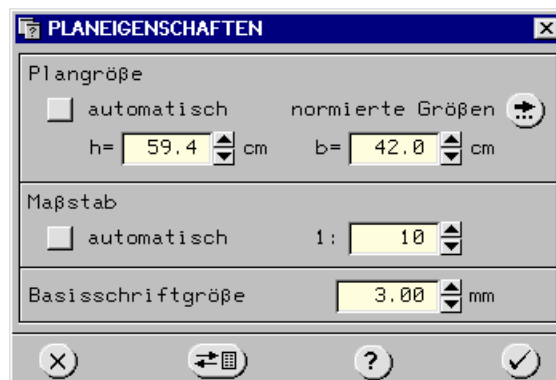 PLANEIGENSCHAFTEN
Plangröße
automatisch normierte Größen
h= 59.4 cm b= 42.0 cm
Maßstab
automatisch 1: 10
Basisschriftgröße 3.00 mm
?